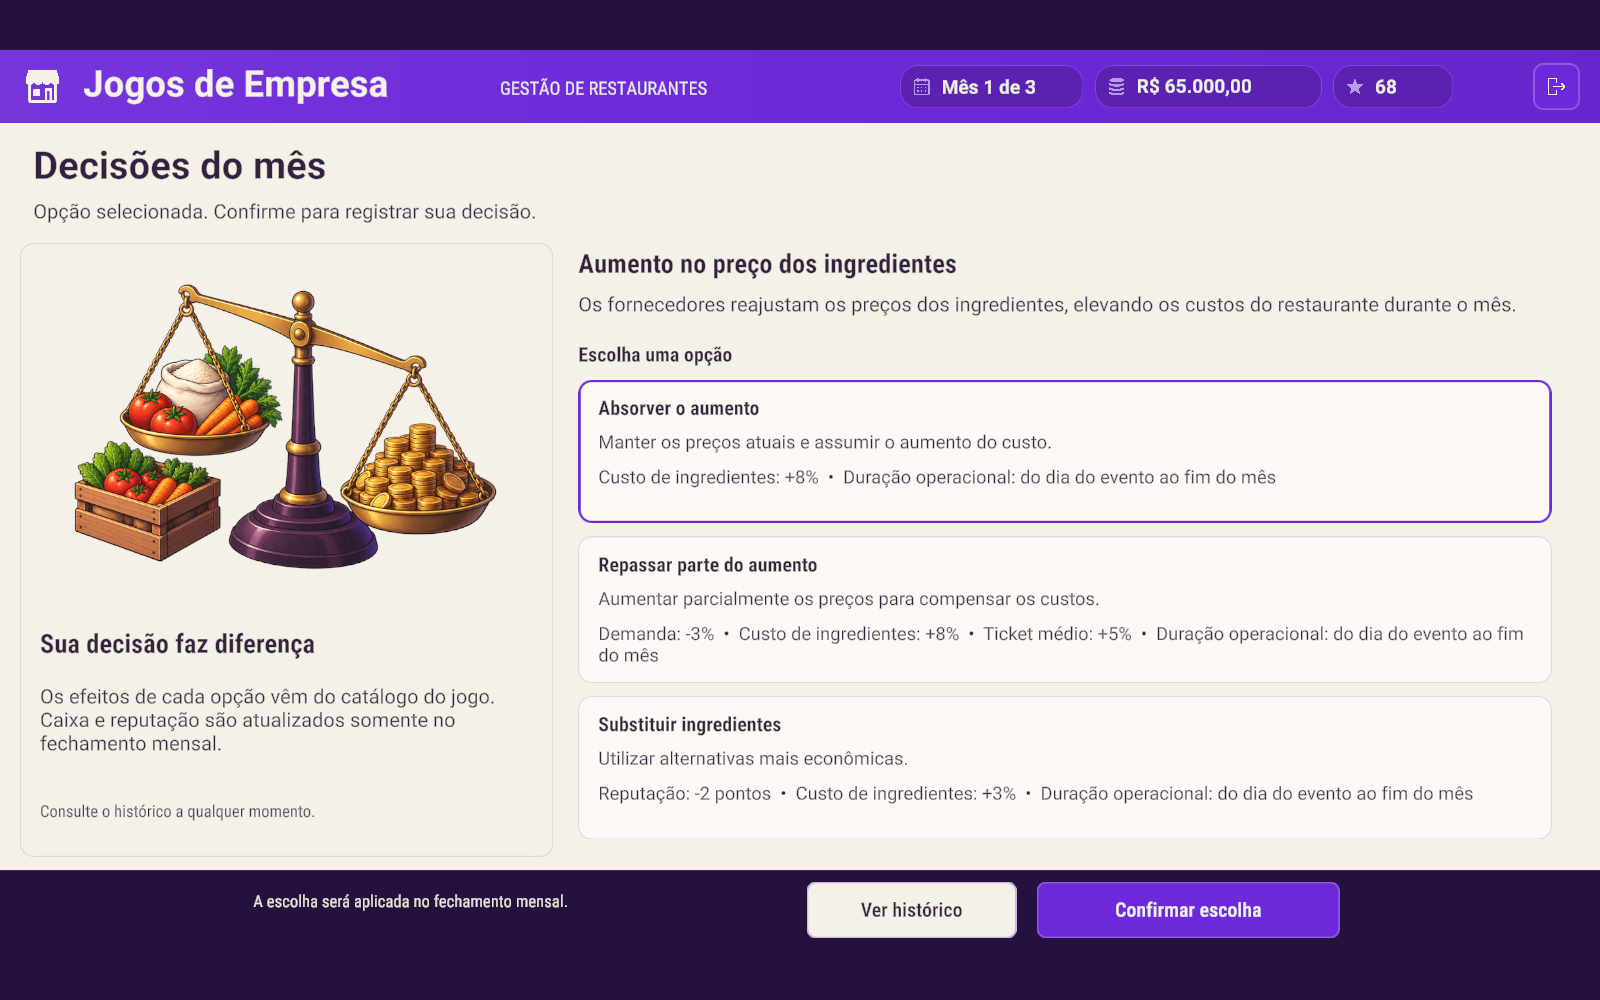 Jogos de Empresa
GESTÃO DE RESTAURANTES
Mês 1 de 3
R$ 65.000,00
68
Decisões do mês
Opção selecionada. Confirme para registrar sua decisão.
Sua decisão faz diferença
Os efeitos de cada opção vêm do catálogo do jogo.
Caixa e reputação são atualizados somente no
fechamento mensal.
Consulte o histórico a qualquer momento.
Aumento no preço dos ingredientes
Os fornecedores reajustam os preços dos ingredientes, elevando os custos do restaurante durante o mês.
Escolha uma opção
Absorver o aumento
Manter os preços atuais e assumir o aumento do custo.
Custo de ingredientes: +8% • Duração operacional: do dia do evento ao fim do mês
Repassar parte do aumento
Aumentar parcialmente os preços para compensar os custos.
Demanda: -3% • Custo de ingredientes: +8% • Ticket médio: +5% • Duração operacional: do dia do evento ao fim
do mês
Substituir ingredientes
Utilizar alternativas mais econômicas.
Reputação: -2 pontos • Custo de ingredientes: +3% • Duração operacional: do dia do evento ao fim do mês
A escolha será aplicada no fechamento mensal.
Ver histórico
Confirmar escolha